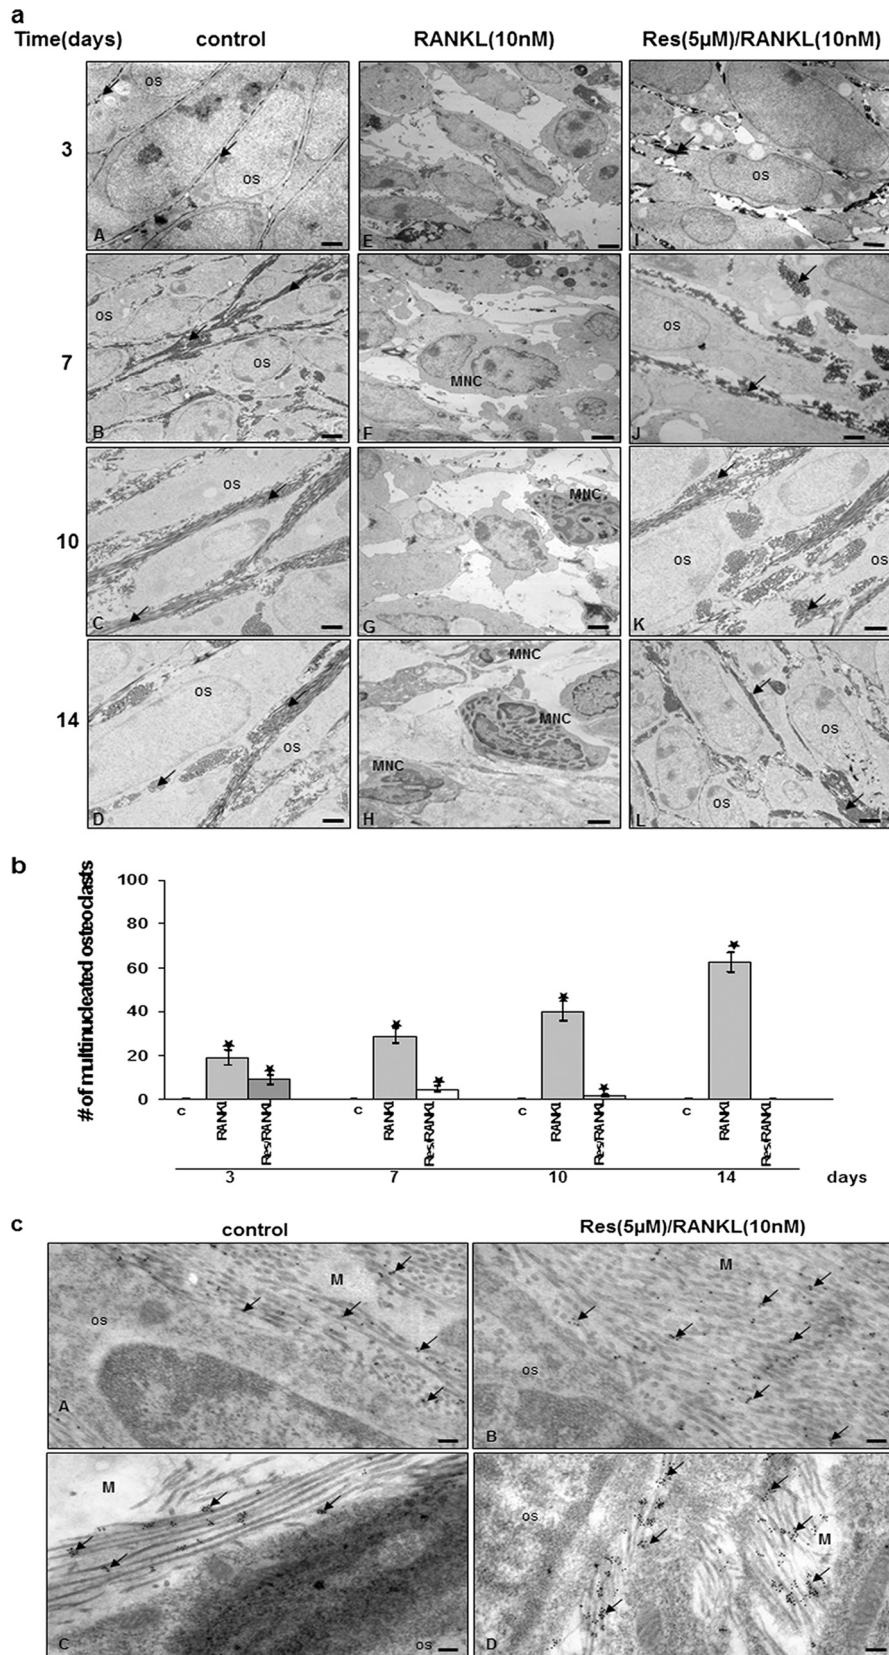 a
Time(days) control RANKL(10nM) Res(5µM)/RANKL(10nM)
3
os
os
A
E
os
I
7
os
os
B
MNC
F
os
J
10
os
C
MNC
G
os
os
K
14
os
os
D
MNC
MNC
MNC
H
os
os
L
b
# of multinucleated osteoclasts
100
80
60
40
20
0
c RANKL Res/RANKL c RANKL Res/RANKL c RANKL Res/RANKL c RANKL Res/RANKL
3 7 10 14 days
c
control Res(5µM)/RANKL(10nM)
M
os
A
M
os
B
M
os
C
os
M
D